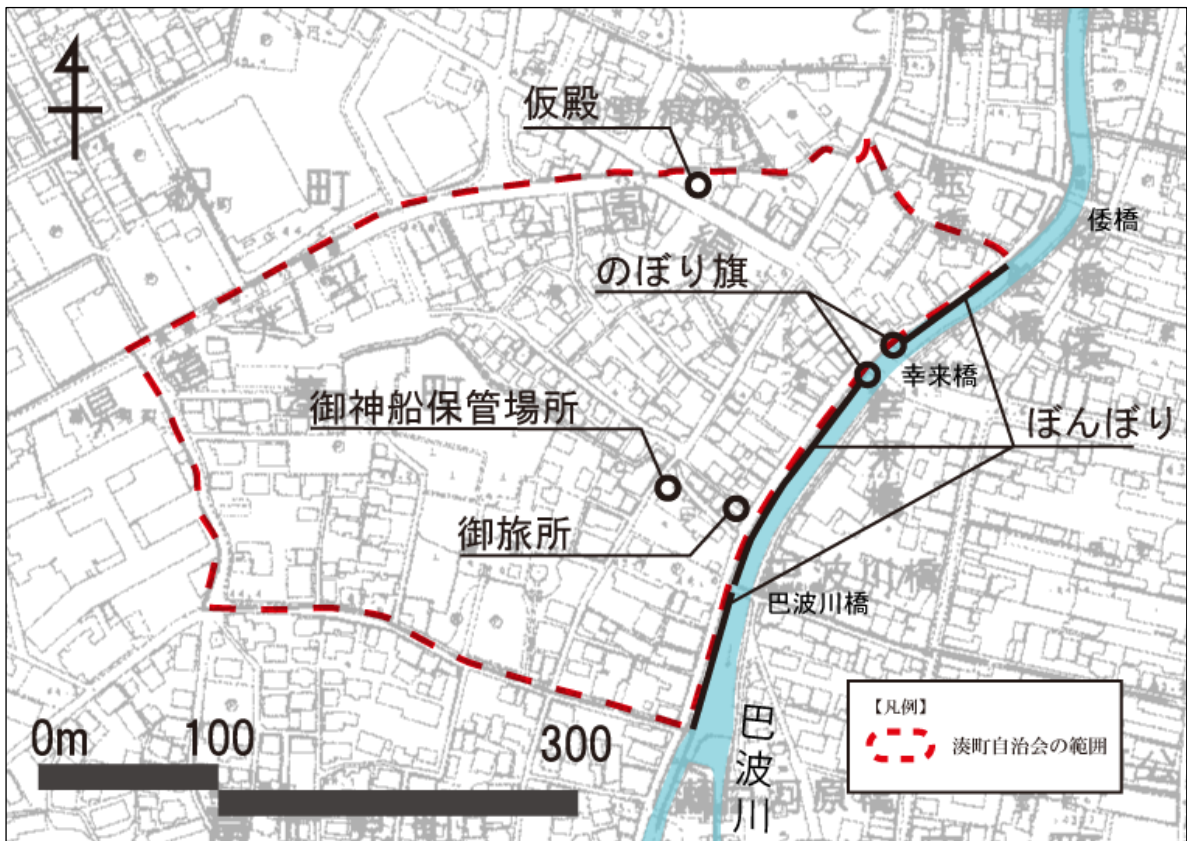 仮殿
倭橋
のぼり旗
幸来橋
ぼんぼり
御神船保管場所
御旅所
巴波川橋
巴波川
0m 100 300
【凡例】
湊町自治会の範囲